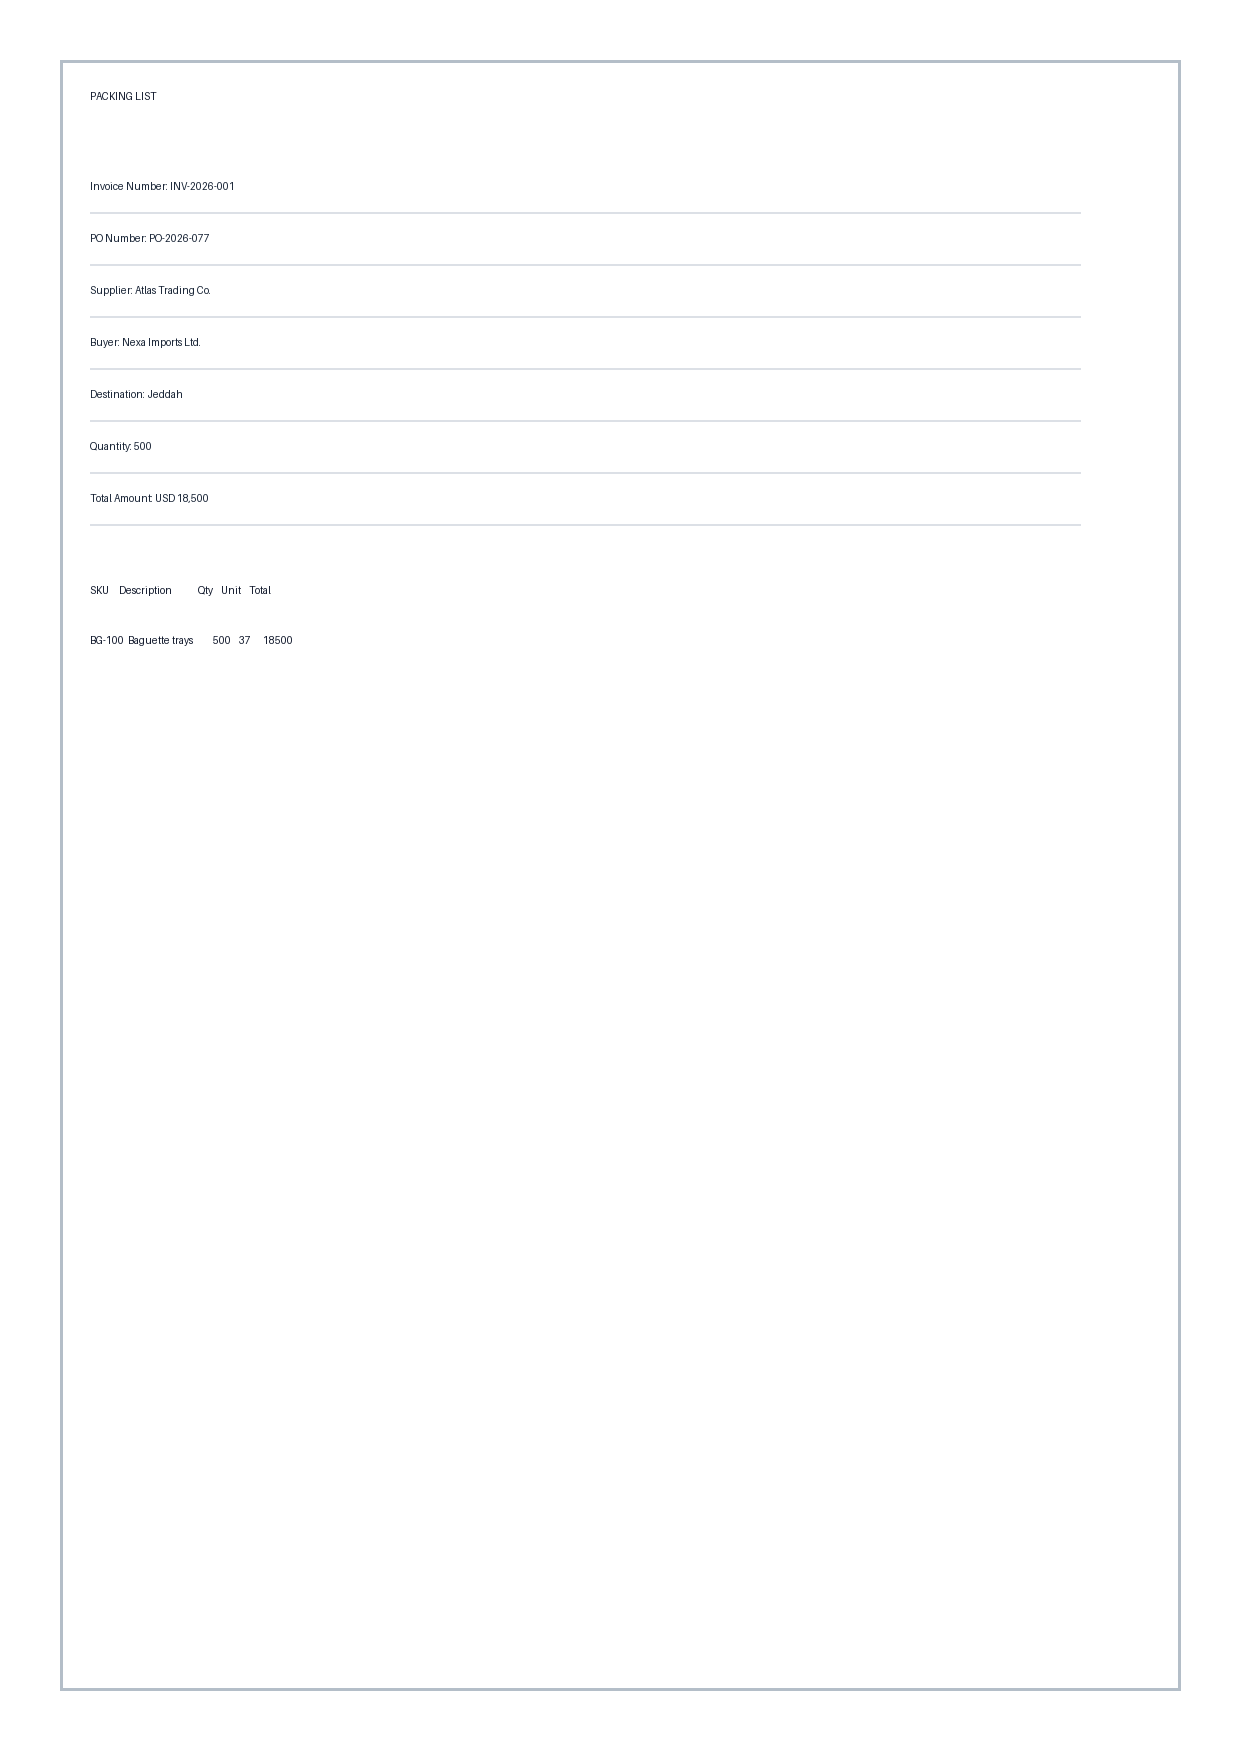 PACKING LIST
Invoice Number: INV-2026-001
PO Number: PO-2026-077
Supplier: Atlas Trading Co.
Buyer: Nexa Imports Ltd.
Destination: Jeddah
Quantity: 500
Total Amount: USD 18,500
SKU Description Qty Unit Total
BG-100 Baguette trays 500 37 18500